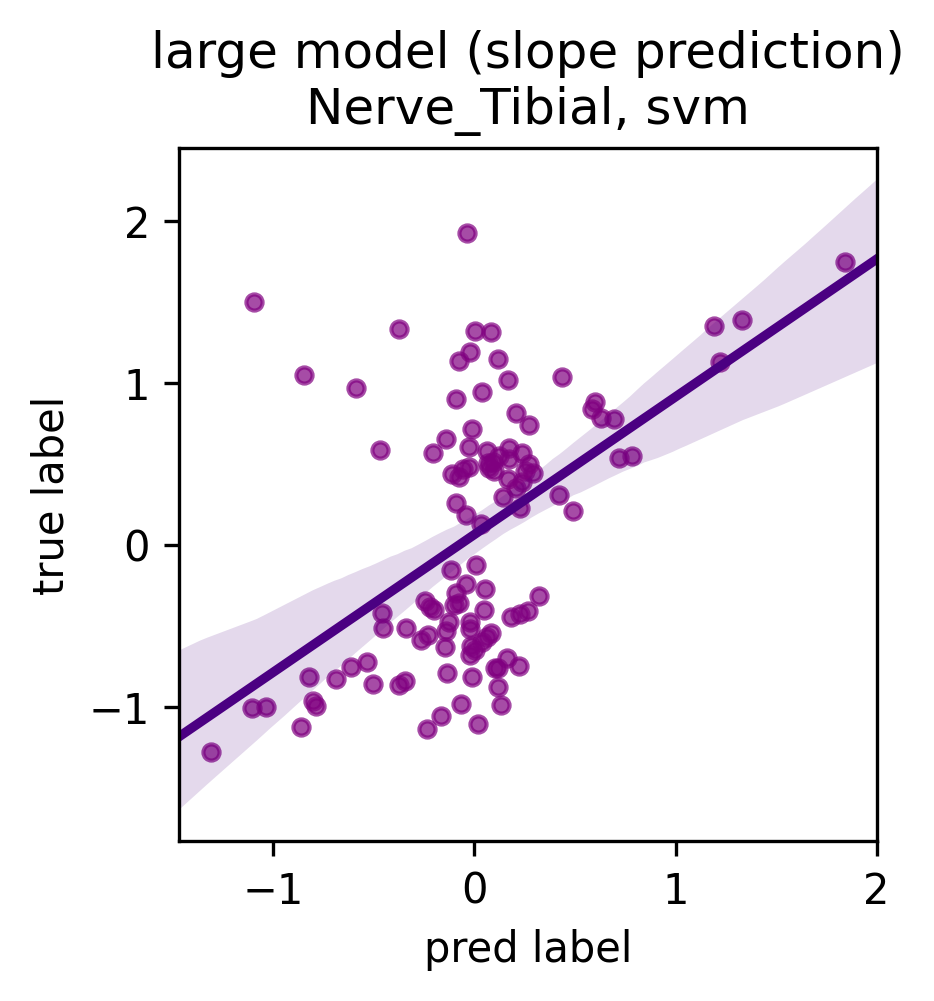 large model (slope prediction)
Nerve_Tibial, svm
2
1
0
−1
true label
−1
0
1
2
pred label